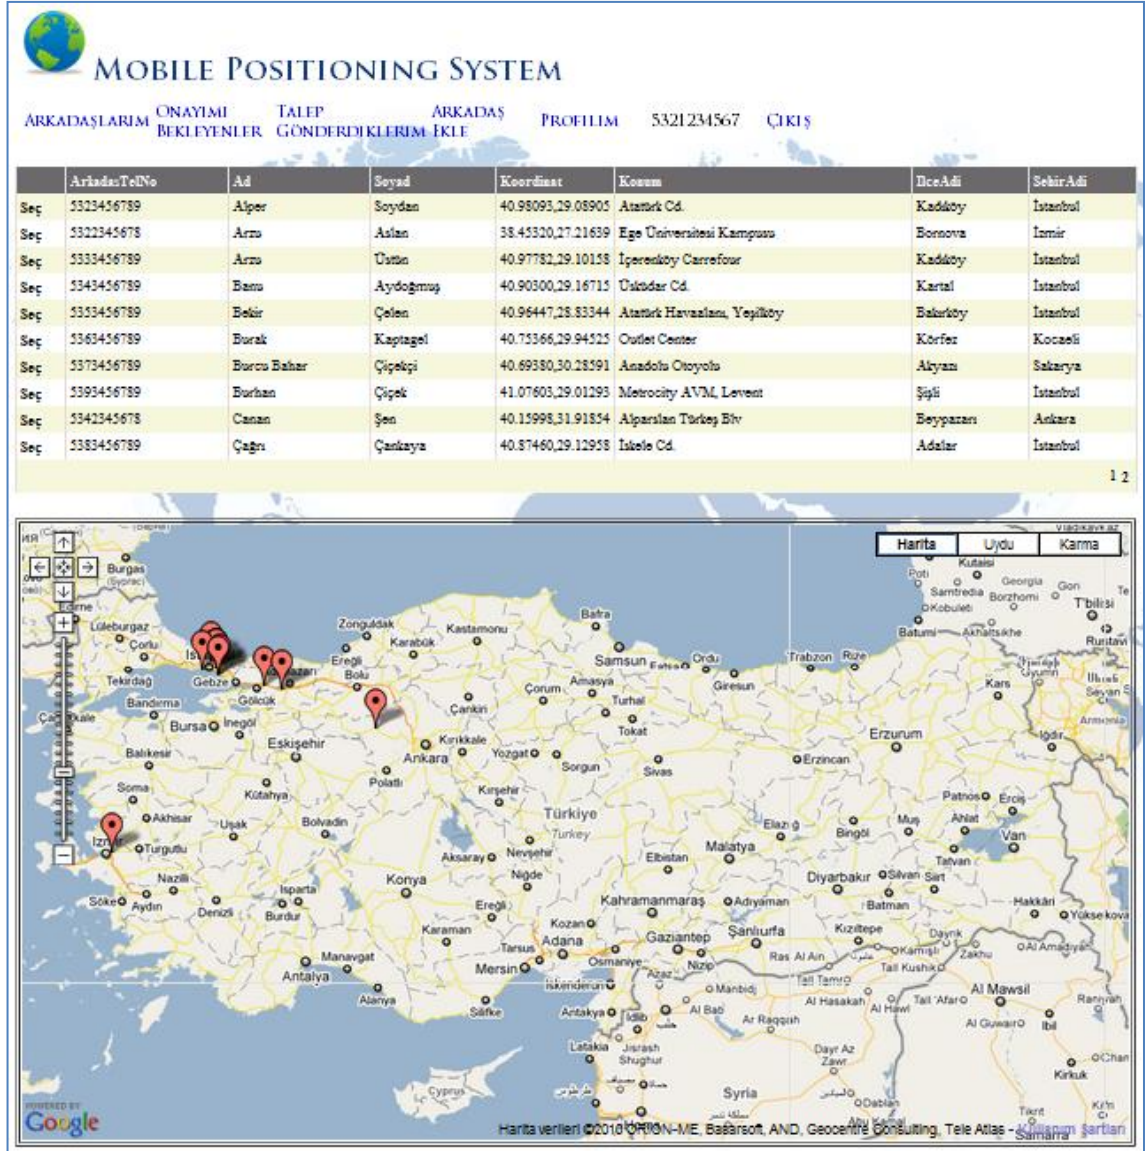 MOBILE POSITIONING SYSTEM
ARKADAŞLARIM ONAYIMI BEKLEYENLER TALEP GÖNDERDIKLERIM ARKADAŞ EKLE PROFILIM 5321234567 ÇIKIŞ
ArkadasTelNo Ad Soyad Koordinat Konum IlceAdi SehirAdi
Seç 5323456789 Alper Soydan 40.98093,29.08905 Atatürk Cd. Kadıköy İstanbul
Seç 5322345678 Arzu Aslan 38.45320,27.21639 Ege Üniversitesi Kampusu Bornova İzmir
Seç 5333456789 Arzu Üstün 40.97782,29.10158 İçerenköy Carrefour Kadıköy İstanbul
Seç 5343456789 Banu Aydoğmuş 40.90300,29.16715 Üsküdar Cd. Kartal İstanbul
Seç 5353456789 Bekir Çelen 40.96447,28.83344 Atatürk Havaalanı, Yeşilköy Bakırköy İstanbul
Seç 5363456789 Burak Kaptagel 40.75366,29.94525 Outlet Center Körfez Kocaeli
Seç 5373456789 Burcu Bahar Çiçekçi 40.69380,30.28591 Anadolu Otoyolu Akyazı Sakarya
Seç 5393456789 Burhan Çiçek 41.07603,29.01293 Metrocity AVM, Levent Şişli İstanbul
Seç 5342345678 Canan Şen 40.15998,31.91854 Alparslan Türkeş Blv Beypazarı Ankara
Seç 5383456789 Çağrı Çankaya 40.87460,29.12958 İskele Cd. Adalar İstanbul
1 2
Harita Uydu Karma
Burgas
Kutaisi
Poti Samtredia Georgia Gori
Borzhomi
Kobuleti T'bilisi
Edirne
Lüleburgaz Zonguldak Kastamonu Bafra Batumi Akhaltsikhe Rustavi
Çorlu Karabük
Ereğli Samsun Fatsa Ordu Trabzon Rize
Tekirdağ Gebze Bolu Giresun Gyumri
Bandırma Gölcük Çankırı Çorum Amasya Turhal Kars
Bursa İnegöl Tokat Armenia
Eskişehir Kırıkkale Erzurum Iğdır
Balıkesir Ankara Yozgat Sorgun Sivas Erzincan
Soma Kütahya Polatlı Kırşehir Patnos Erciş
Akhisar Uşak Bolvadin Türkiye Elazığ Muş Ahlat
Turkey Bingöl Van
Turgutlu Aksaray Nevşehir Elbistan Malatya Tatvan
Nazilli Isparta Konya Niğde Diyarbakır Silvan Siirt
Söke Aydın Denizli Burdur Ereğli Kahramanmaraş Adıyaman Batman Hakkâri
Karaman Kozan Gaziantep Şanlıurfa Kızıltepe Yüksekova
Adana Kamışlı Zakhu Al Amadiyah
Manavgat Tarsus Osmaniye Nizip Ras Al Ain Tall Kushik
Antalya Mersin Azaz Tall Tamr
Alanya İskenderun Manbidj Al Mawsil
Silifke Antakya Idlib Al Bab Al Hasakah Al Hawl Tall 'Afar Ranyah
Ar Raqqah Al Guwair Ibil
Latakia Jisrash Shughur Dayr Az Zawr
Cyprus Kirkuk
Syria
Tikrit
Samarra
POWERED BY Google
Harita verileri ©2010 ORION-ME, Basarsoft, AND, Geocentre Consulting, Tele Atlas - Kullanım Şartları